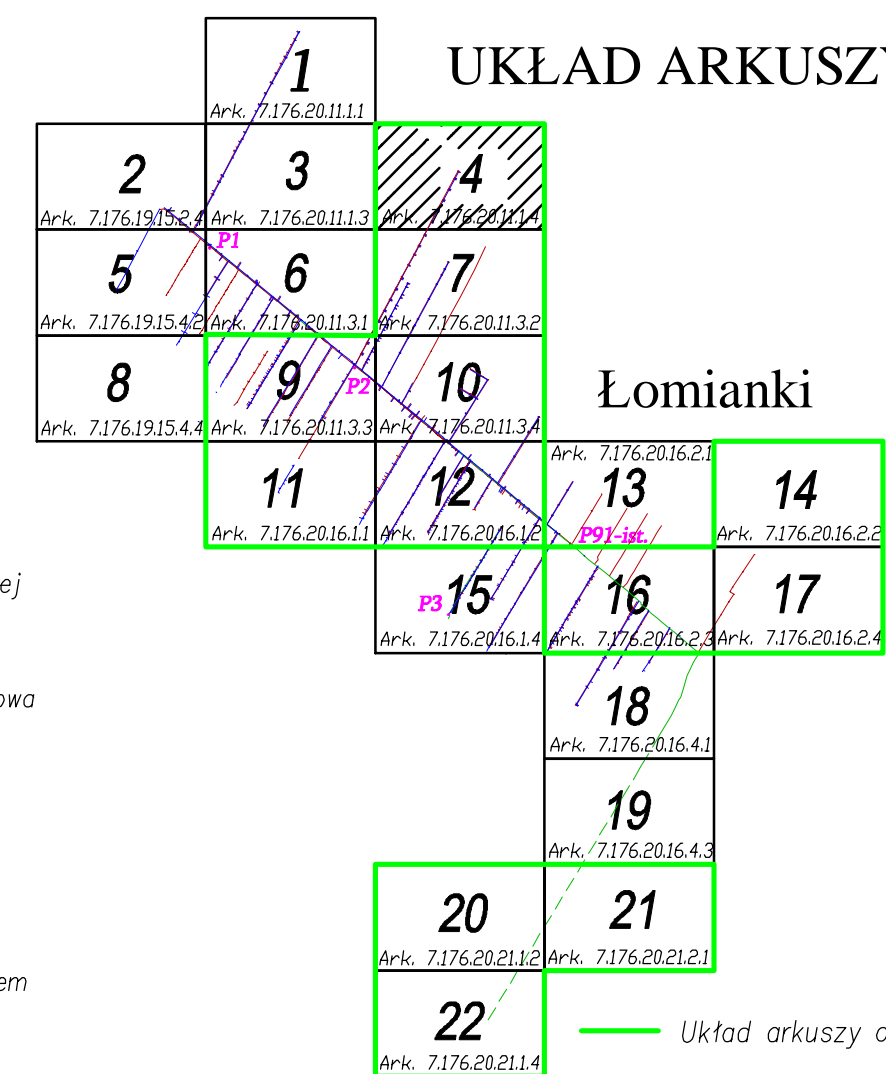 UKŁAD ARKUSZY
1
Ark. 7.176.20.11.1.1
2
Ark. 7.176.19.15.2.4
3
Ark. 7.176.20.11.1.3
4
Ark. 7.176.20.11.1.4
P1
5
Ark. 7.176.19.15.4.2
6
Ark. 7.176.20.11.3.1
7
Ark. 7.176.20.11.3.2
8
Ark. 7.176.19.15.4.4
9
Ark. 7.176.20.11.3.3
P2
10
Ark. 7.176.20.11.3.4
Łomianki
11
Ark. 7.176.20.16.1.1
12
Ark. 7.176.20.16.1.2
Ark. 7.176.20.16.2.1
13
P91-ist.
14
Ark. 7.176.20.16.2.2
ej
P3
15
Ark. 7.176.20.16.1.4
16
Ark. 7.176.20.16.2.3
17
Ark. 7.176.20.16.2.4
owa
18
Ark. 7.176.20.16.4.1
19
Ark. 7.176.20.16.4.3
20
Ark. 7.176.20.21.1.2
21
Ark. 7.176.20.21.2.1
em
22
Ark. 7.176.20.21.1.4
Układ arkuszy